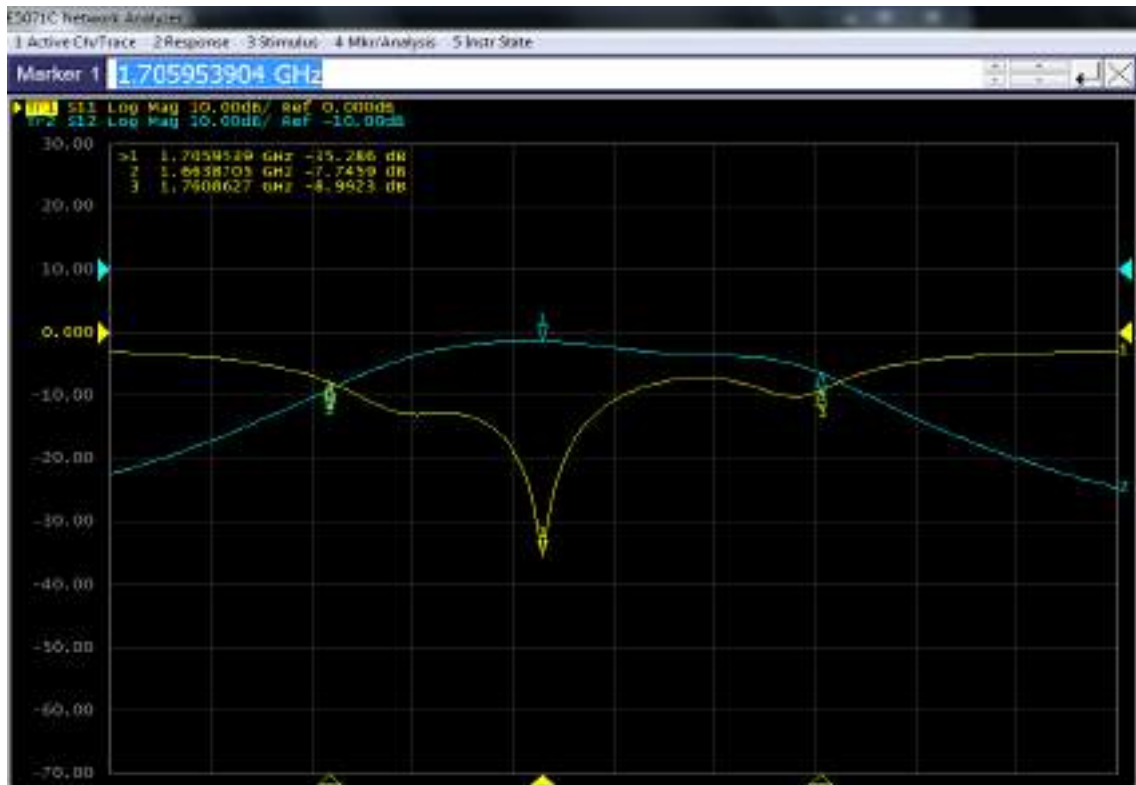 E5071C Network Analyzer
1 Active Ch/Trace 2 Response 3 Stimulus 4 Mkr/Analysis 5 Instr State
Marker 1 1.705953904 GHz
Tr1 S11 Log Mag 10.00dB/ Ref 0.000dB
Tr2 S12 Log Mag 10.00dB/ Ref -10.00dB
30.00
>1 1.7059539 GHz -35.286 dB
2 1.6638705 GHz -7.7459 dB
3 1.7608627 GHz -8.9923 dB
20.00
10.00
0.000
-10.00
-20.00
-30.00
-40.00
-50.00
-60.00
-70.00